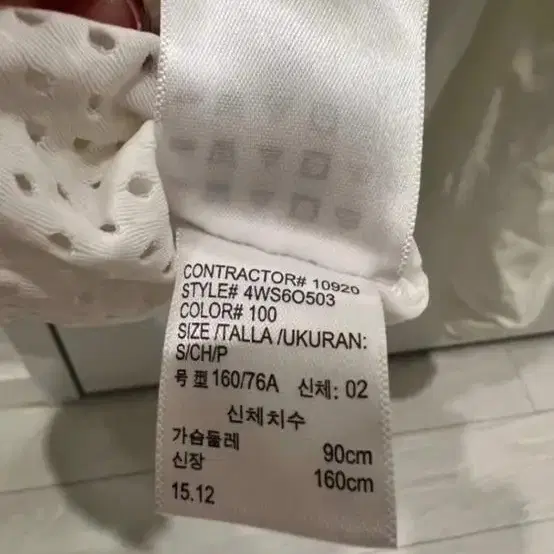 CONTRACTOR# 10920
STYLE# 4WS6O503
COLOR# 100
SIZE /TALLA /UKURAN:
S/CH/P
号型 160/76A 신체: 02
신체치수
가슴둘레 90cm
신장 160cm
15.12